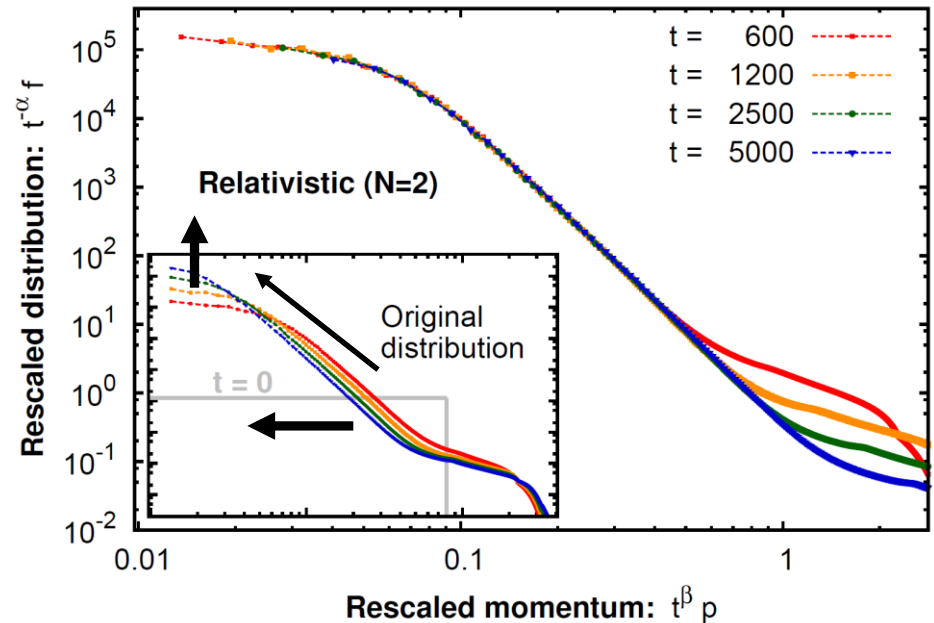 Rescaled distribution: t^-α f
10^5
10^4
10^3
10^2
10^1
10^0
10^-1
10^-2
t = 600
t = 1200
t = 2500
t = 5000
Relativistic (N=2)
Original
distribution
t = 0
0.01 0.1 1
Rescaled momentum: t^β p